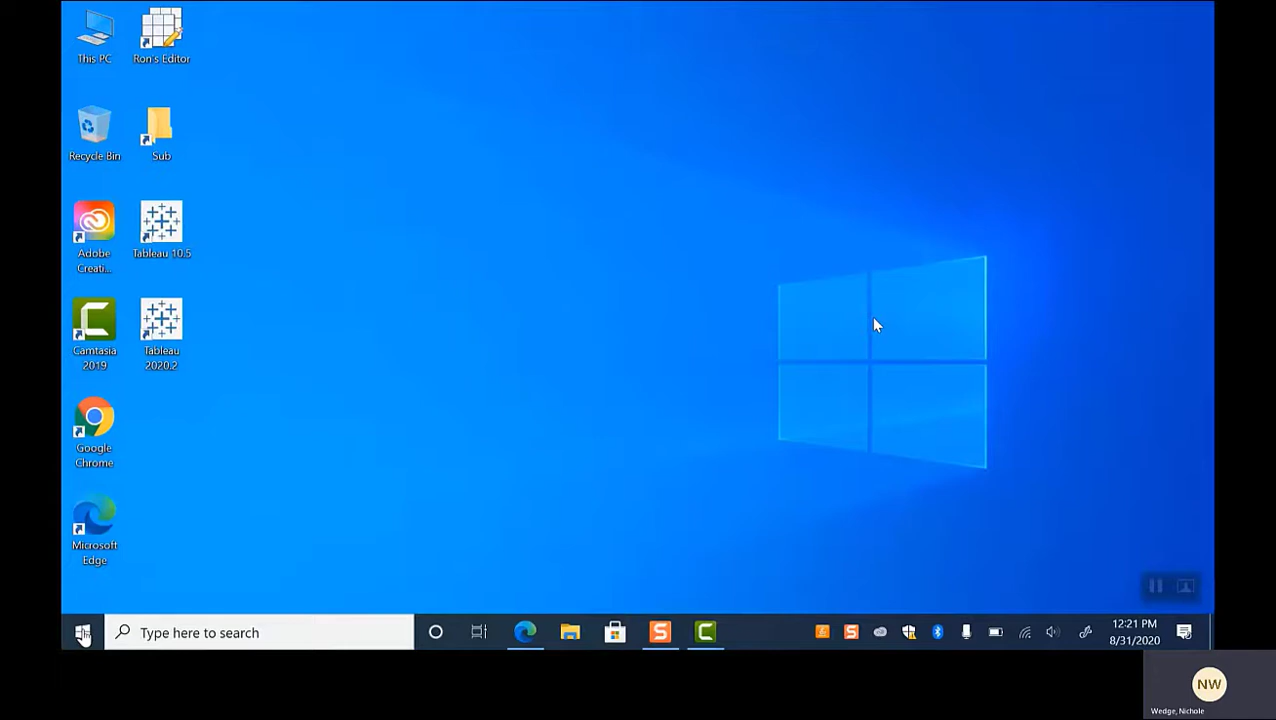 This PC
Ron's Editor
Recycle Bin
Sub
Adobe
Creati...
Tableau 10.5
Camtasia
2019
Tableau
2020.2
Google
Chrome
Microsoft
Edge
Type here to search
12:21 PM
8/31/2020
NW
Wedge, Nichole